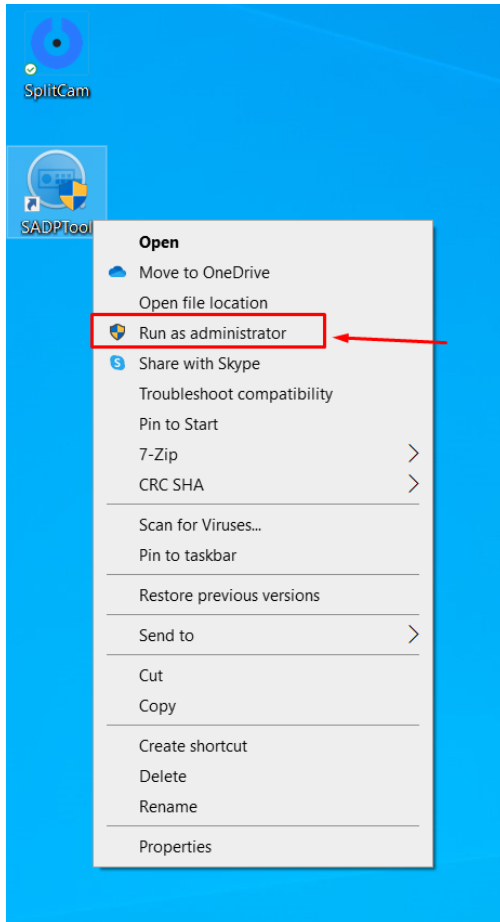 SplitCam
SADPTool
Open
Move to OneDrive
Open file location
Run as administrator
Share with Skype
Troubleshoot compatibility
Pin to Start
7-Zip
CRC SHA
Scan for Viruses...
Pin to taskbar
Restore previous versions
Send to
Cut
Copy
Create shortcut
Delete
Rename
Properties